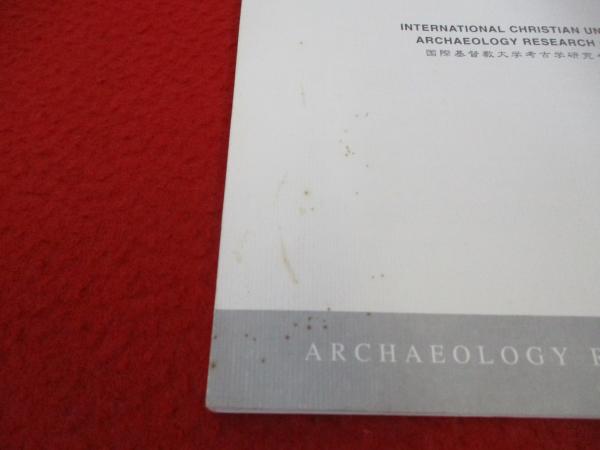 INTERNATIONAL CHRISTIAN UN
ARCHAEOLOGY RESEARCH
国際基督教大学考古学研究
ARCHAEOLOGY